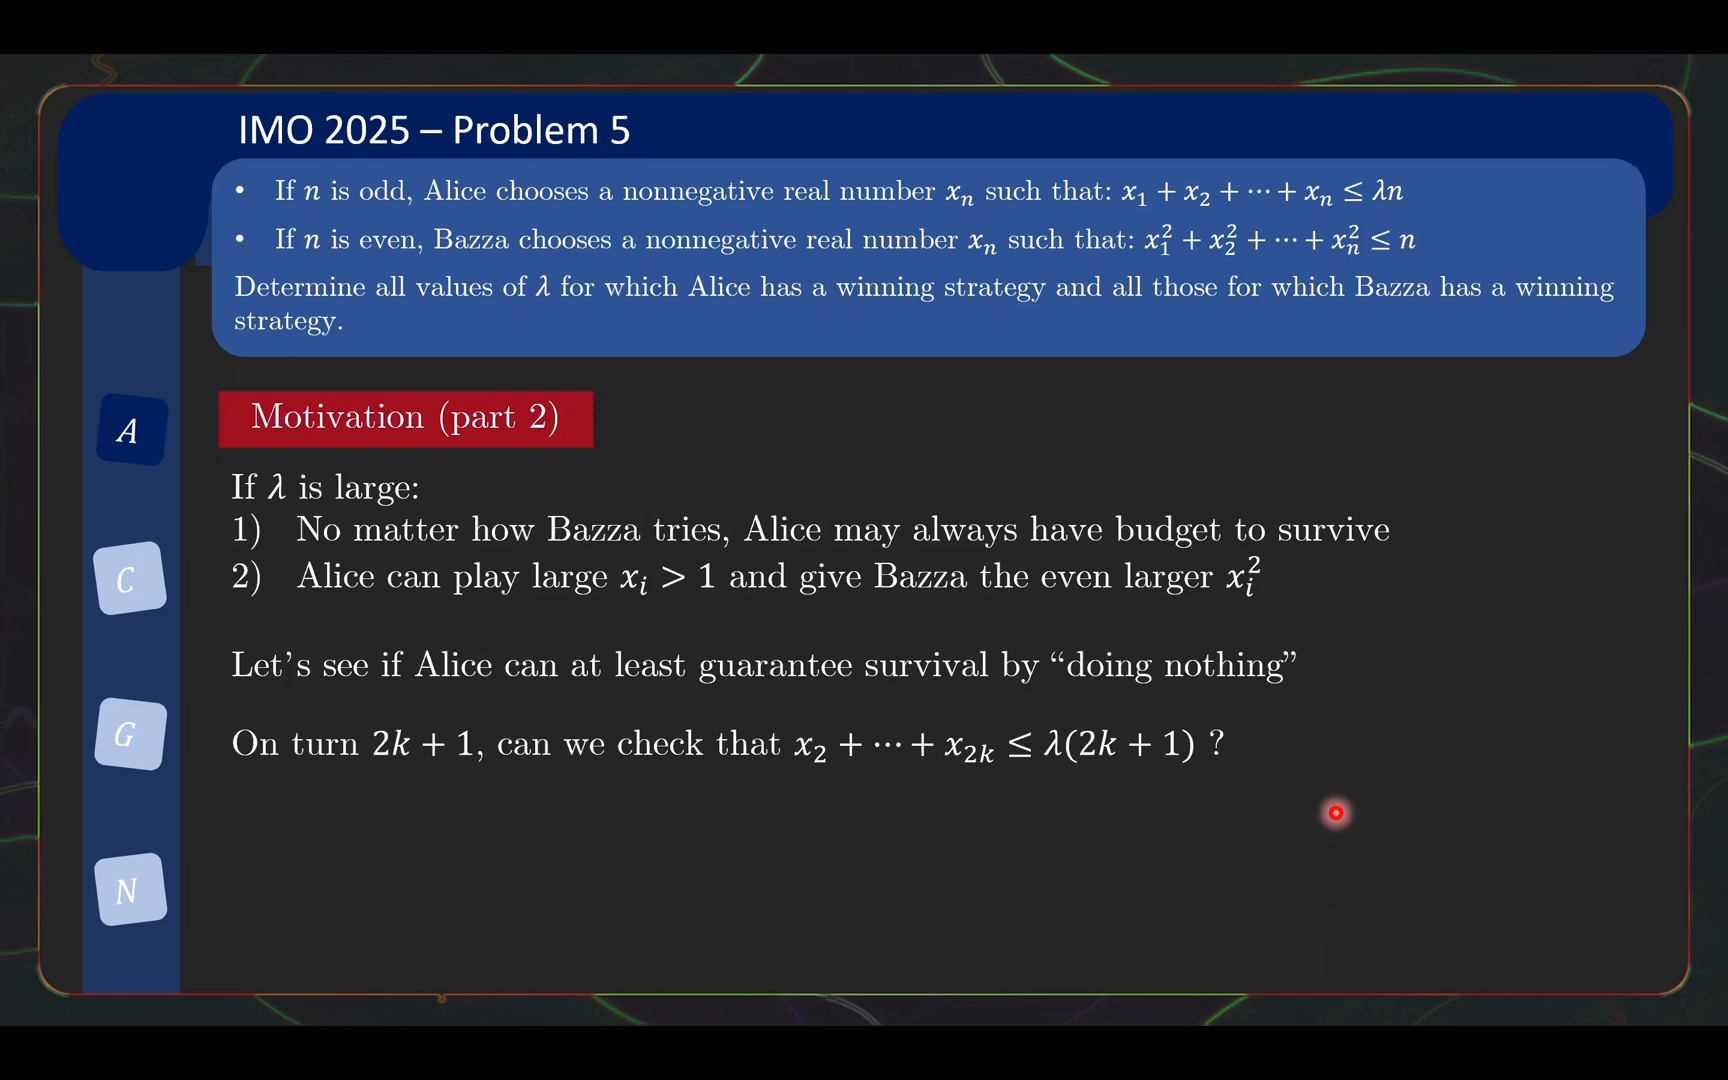 IMO 2025 – Problem 5
• If n is odd, Alice chooses a nonnegative real number xₙ such that: x₁ + x₂ + ⋯ + xₙ ≤ λn
• If n is even, Bazza chooses a nonnegative real number xₙ such that: x₁² + x₂² + ⋯ + xₙ² ≤ n
Determine all values of λ for which Alice has a winning strategy and all those for which Bazza has a winning
strategy.
A
Motivation (part 2)
If λ is large:
1) No matter how Bazza tries, Alice may always have budget to survive
C
2) Alice can play large xᵢ > 1 and give Bazza the even larger xᵢ²
Let's see if Alice can at least guarantee survival by “doing nothing”
G
On turn 2k + 1, can we check that x₂ + ⋯ + x₂ₖ ≤ λ(2k + 1) ?
N